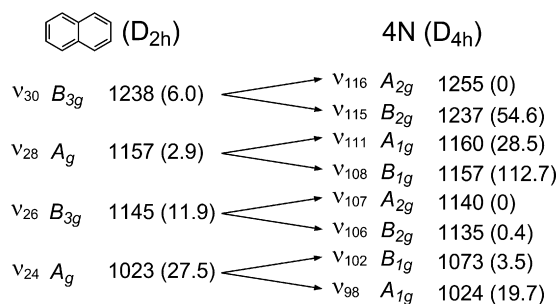 (D2h) 4N (D4h)
ν116 A2g 1255 (0)
ν30 B3g 1238 (6.0)
ν115 B2g 1237 (54.6)
ν111 A1g 1160 (28.5)
ν28 Ag 1157 (2.9)
ν108 B1g 1157 (112.7)
ν107 A2g 1140 (0)
ν26 B3g 1145 (11.9)
ν106 B2g 1135 (0.4)
ν102 B1g 1073 (3.5)
ν24 Ag 1023 (27.5)
ν98 A1g 1024 (19.7)